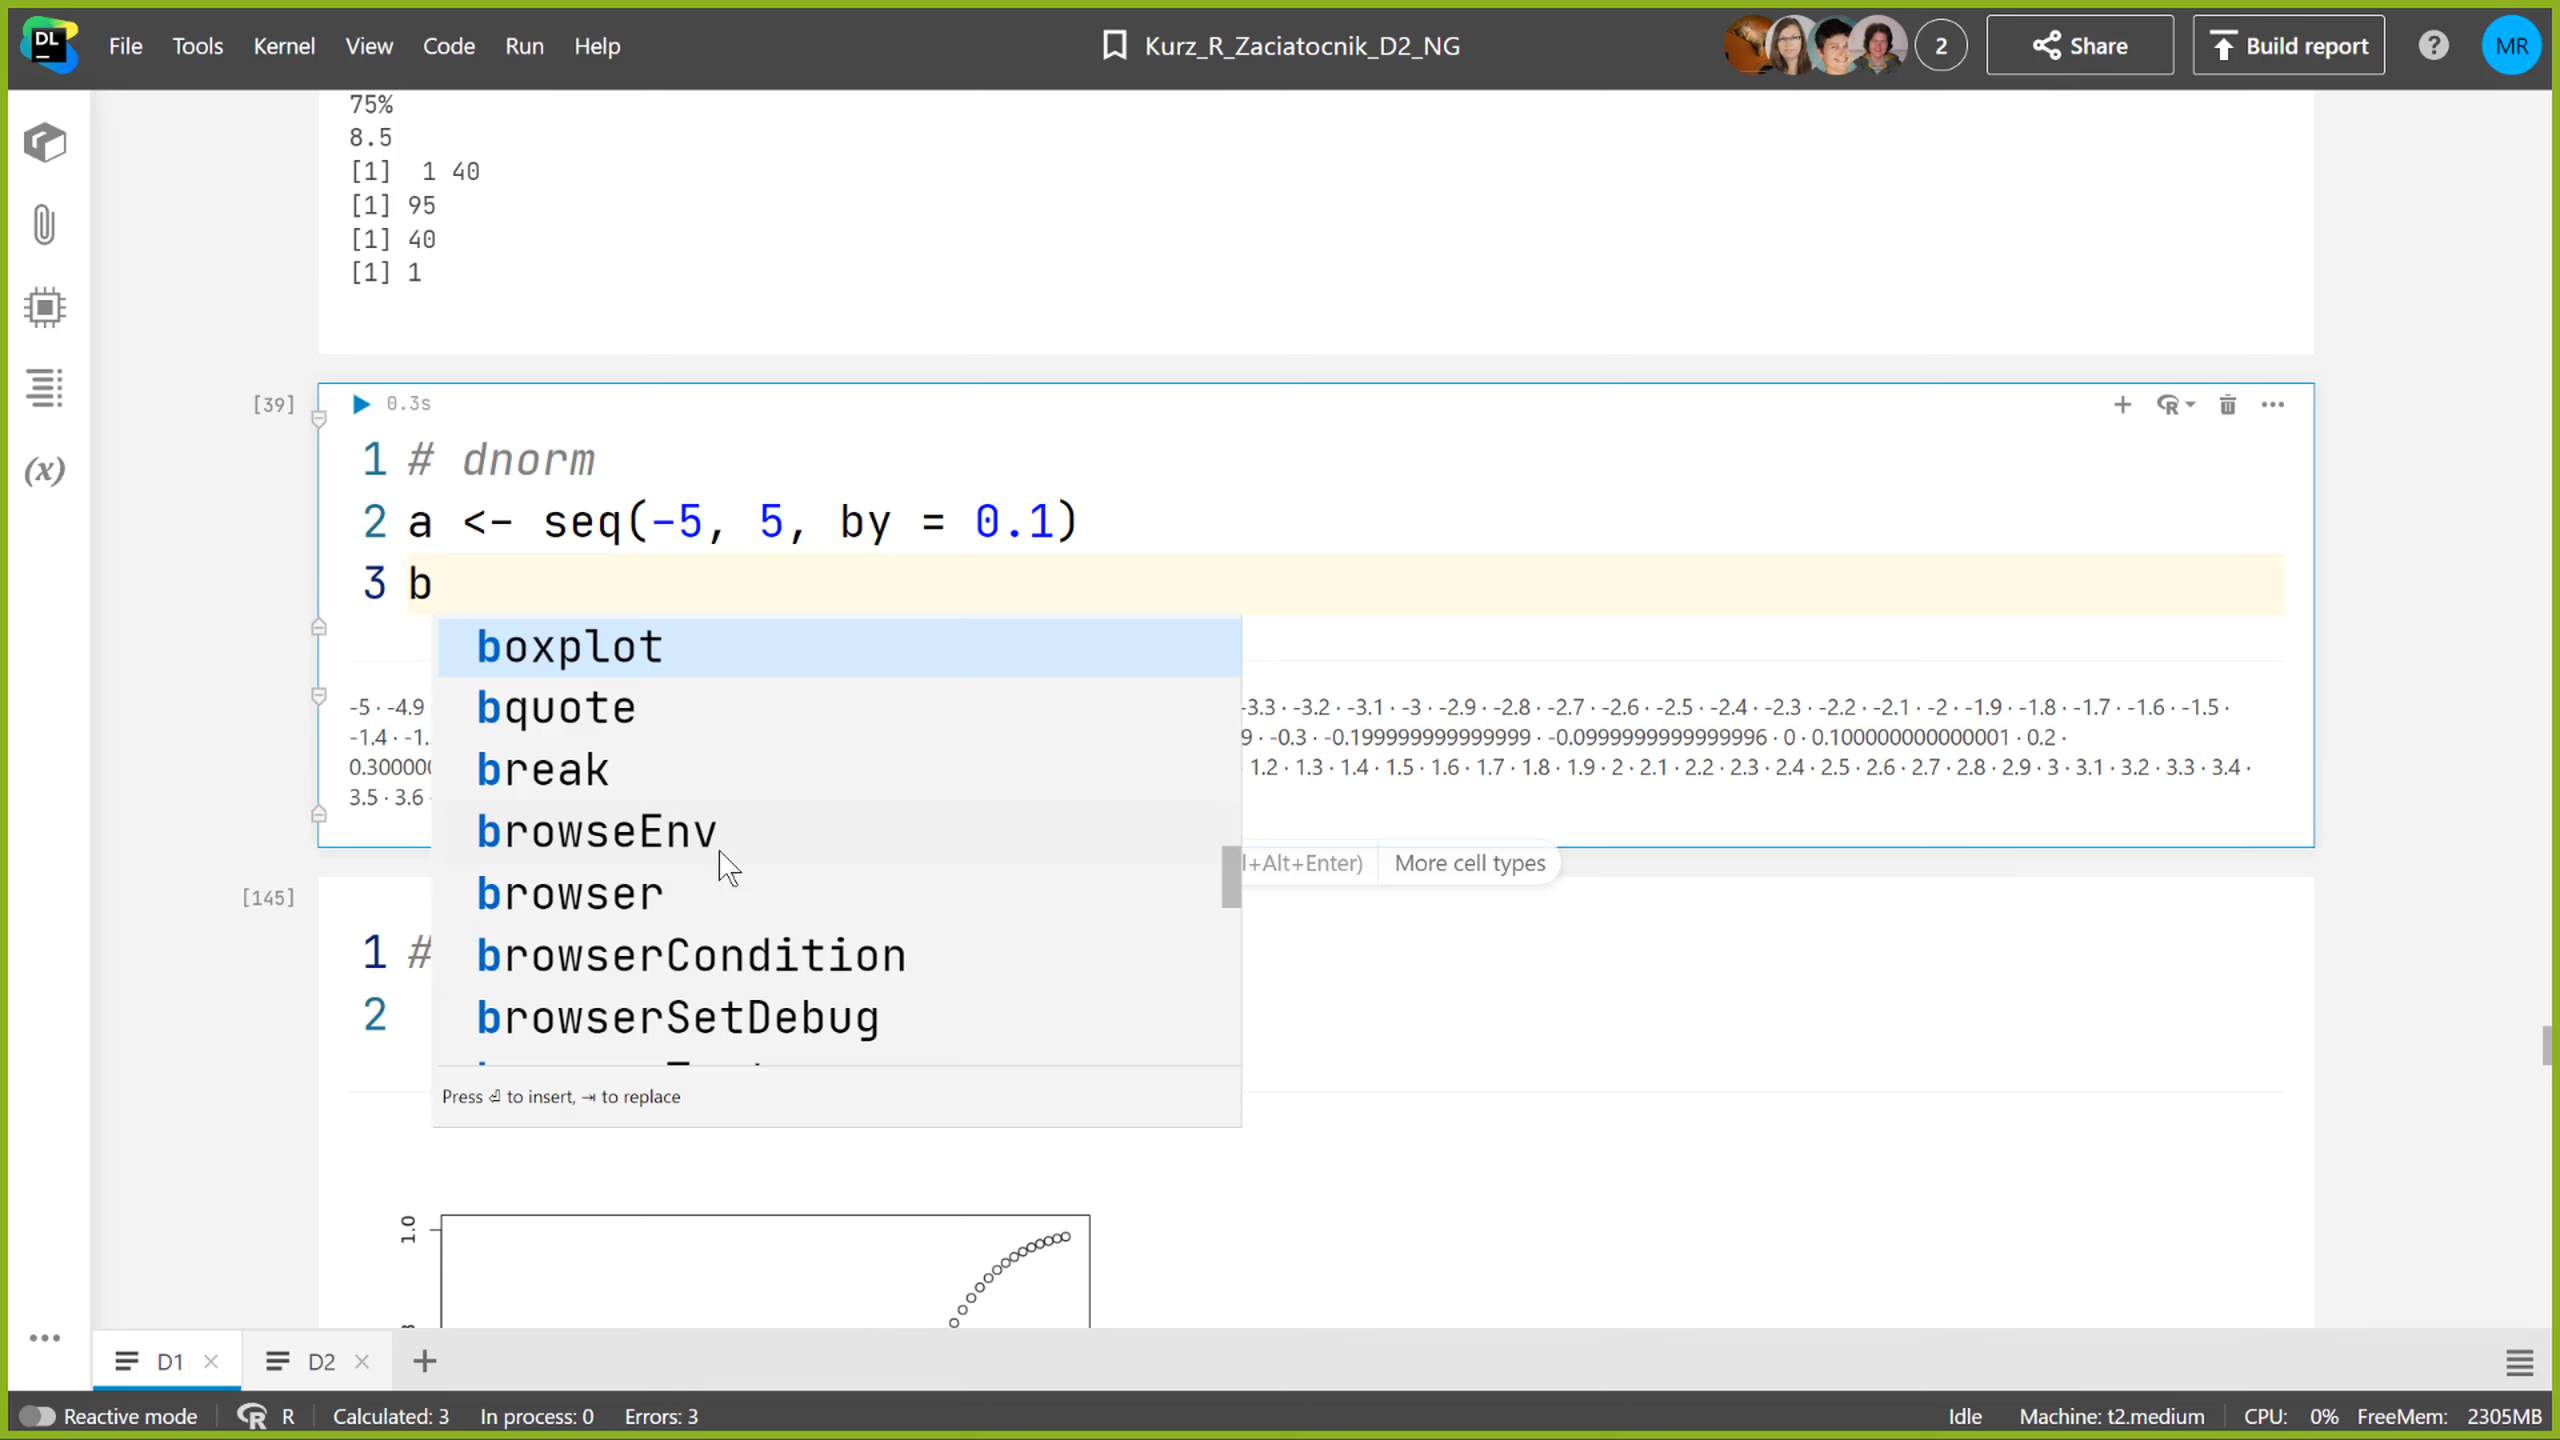 DL File Tools Kernel View Code Run Help Kurz_R_Zaciatocnik_D2_NG 2 Share Build report ? MR
75%
8.5
[1]  1 40
[1] 95
[1] 40
[1] 1
[39] 0.3s
1 # dnorm
2 a <- seq(-5, 5, by = 0.1)
3 b
boxplot
bquote
break
browseEnv
browser
browserCondition
browserSetDebug
Press ⏎ to insert, ⇥ to replace
-5 · -4.9 -3.3 · -3.2 · -3.1 · -3 · -2.9 · -2.8 · -2.7 · -2.6 · -2.5 · -2.4 · -2.3 · -2.2 · -2.1 · -2 · -1.9 · -1.8 · -1.7 · -1.6 · -1.5 ·
-1.4 · -1. 9 · -0.3 · -0.199999999999999 · -0.0999999999999996 · 0 · 0.100000000000001 · 0.2 ·
0.30000 1.2 · 1.3 · 1.4 · 1.5 · 1.6 · 1.7 · 1.8 · 1.9 · 2 · 2.1 · 2.2 · 2.3 · 2.4 · 2.5 · 2.6 · 2.7 · 2.8 · 2.9 · 3 · 3.1 · 3.2 · 3.3 · 3.4 ·
3.5 · 3.6
l+Alt+Enter) More cell types
[145]
1 #
2
1.0
D1 D2
Reactive mode R Calculated: 3 In process: 0 Errors: 3 Idle Machine: t2.medium CPU: 0% FreeMem: 2305MB
(x)